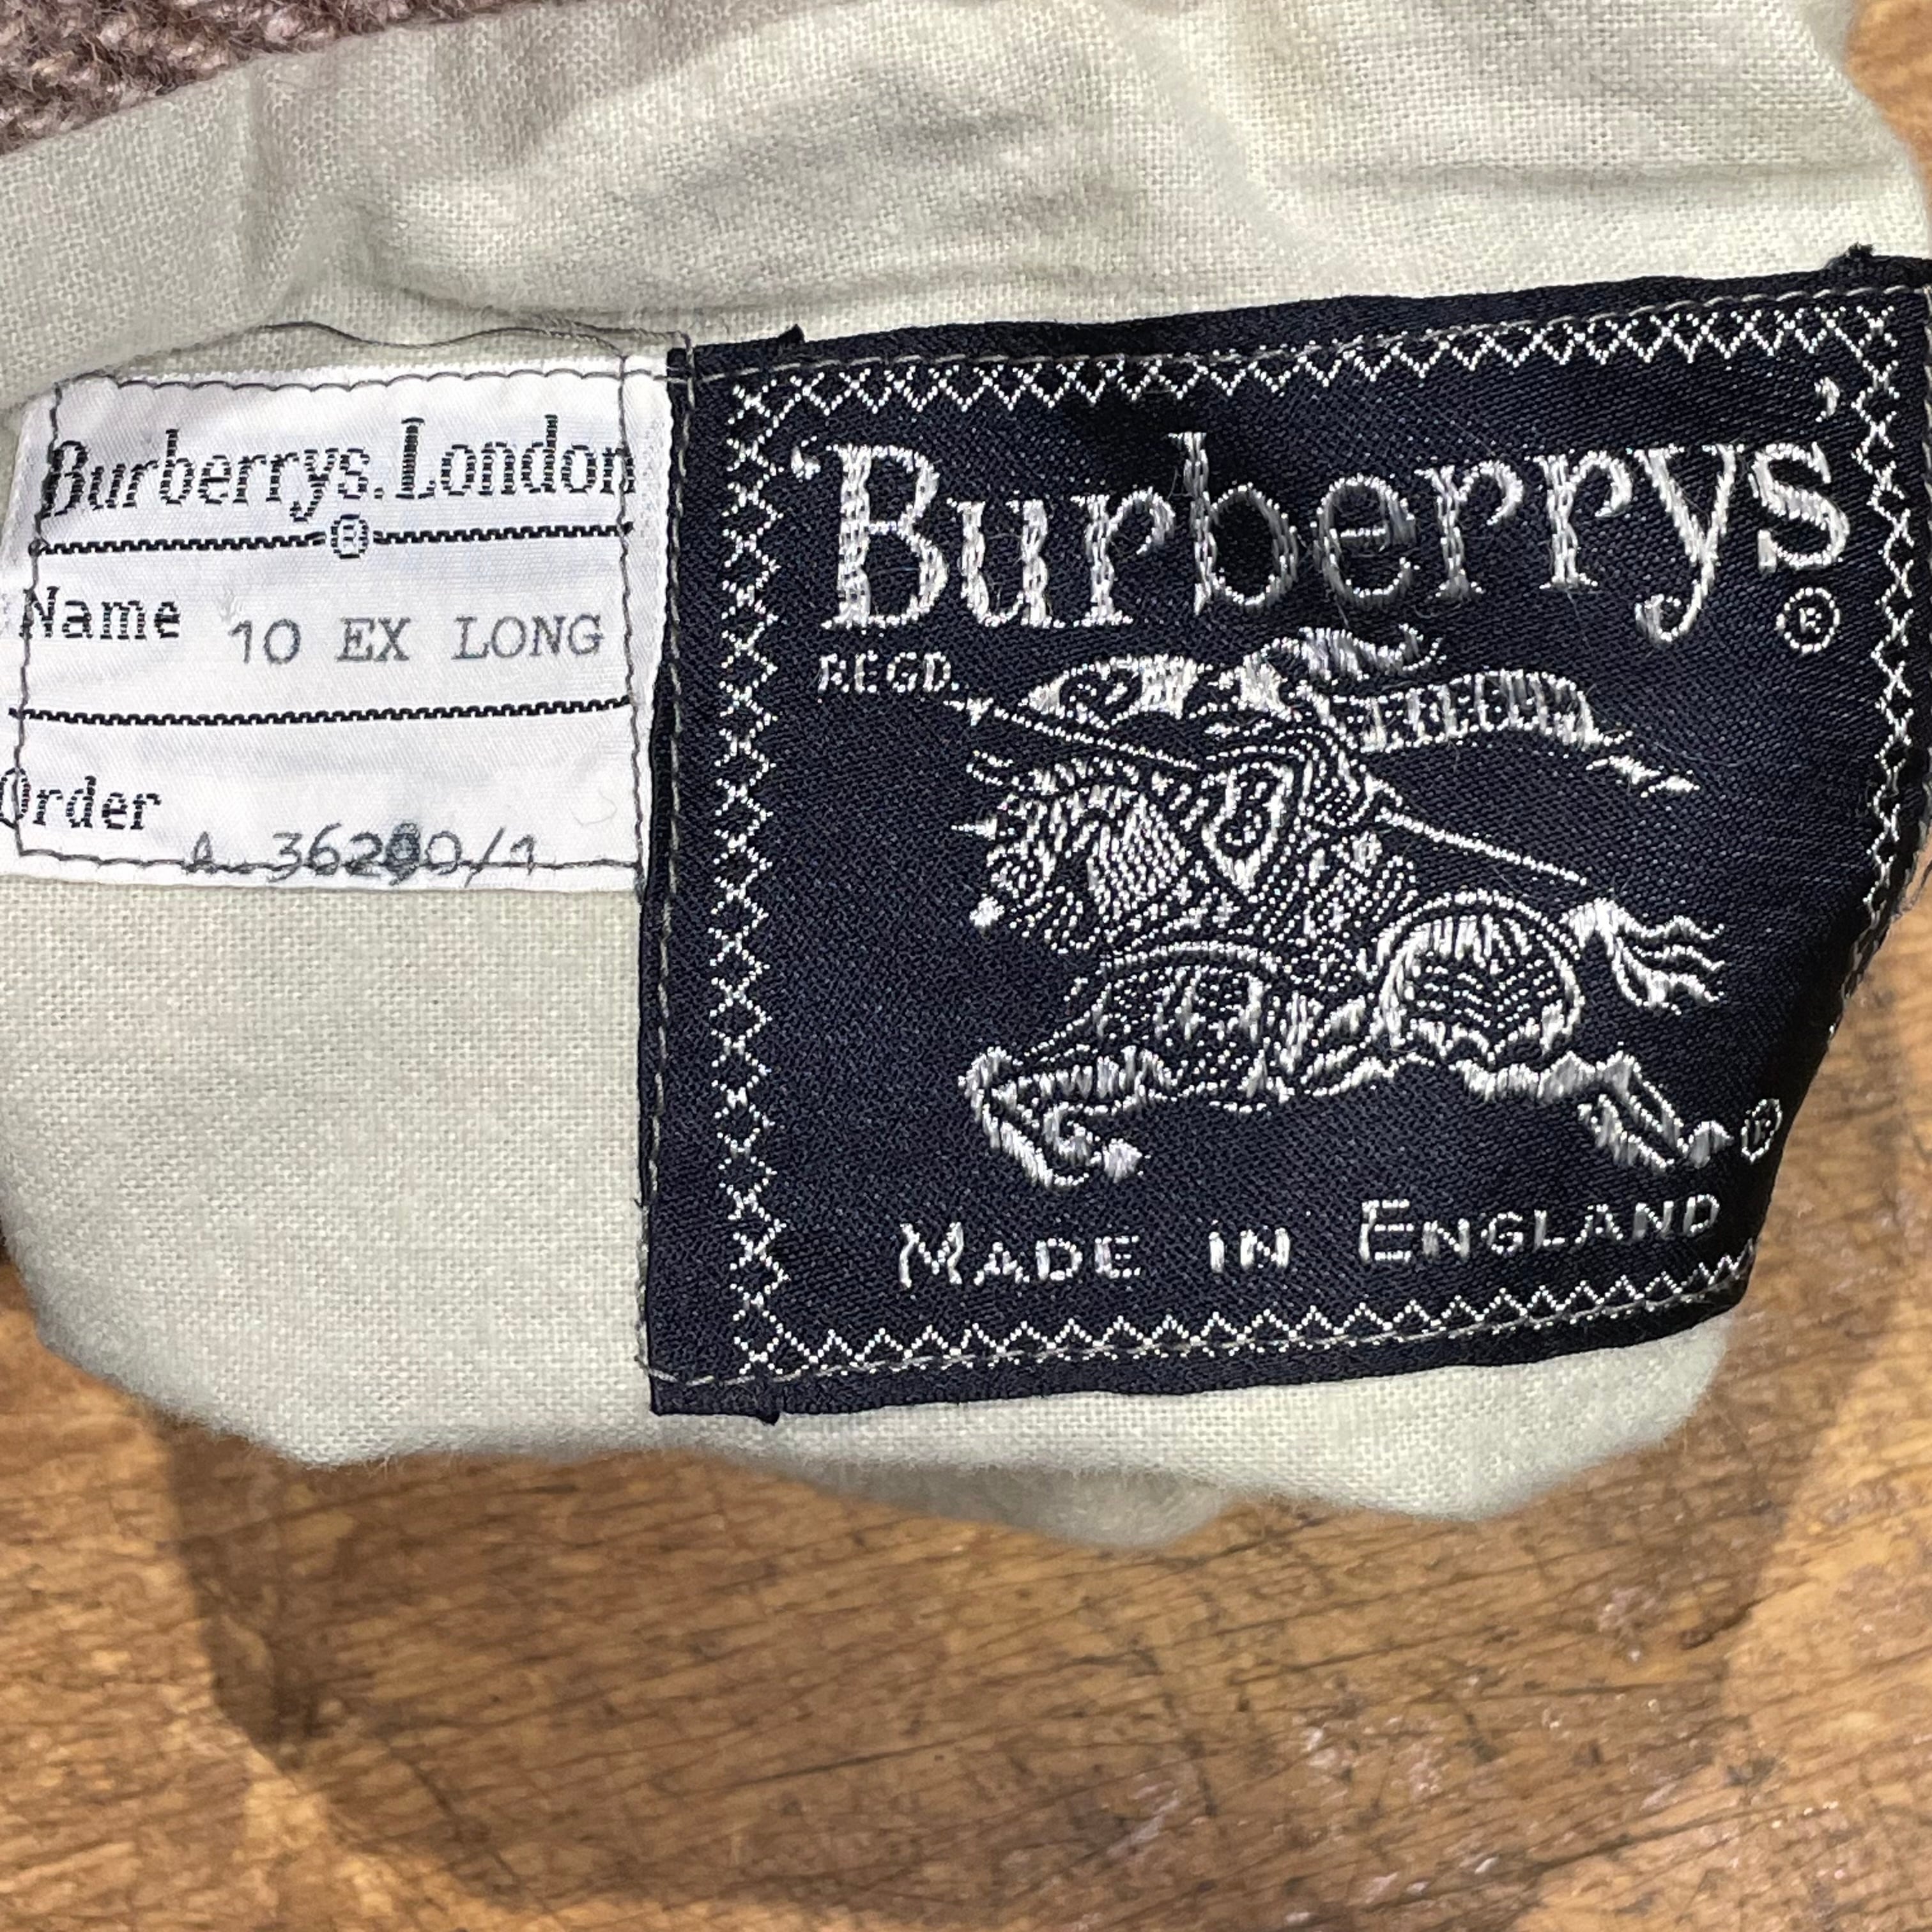 Burberrys.London
Name 10 EX LONG
Order
'Burberrys'
®
REGD.
B
®
MADE IN ENGLAND